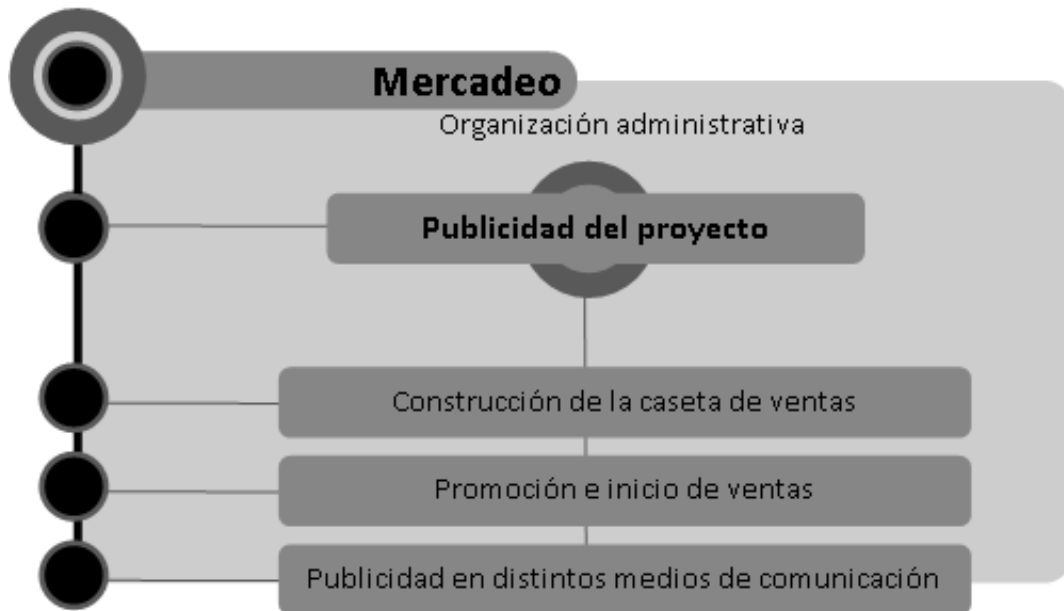 Mercadeo
Organización administrativa
Publicidad del proyecto
Construcción de la caseta de ventas
Promoción e inicio de ventas
Publicidad en distintos medios de comunicación